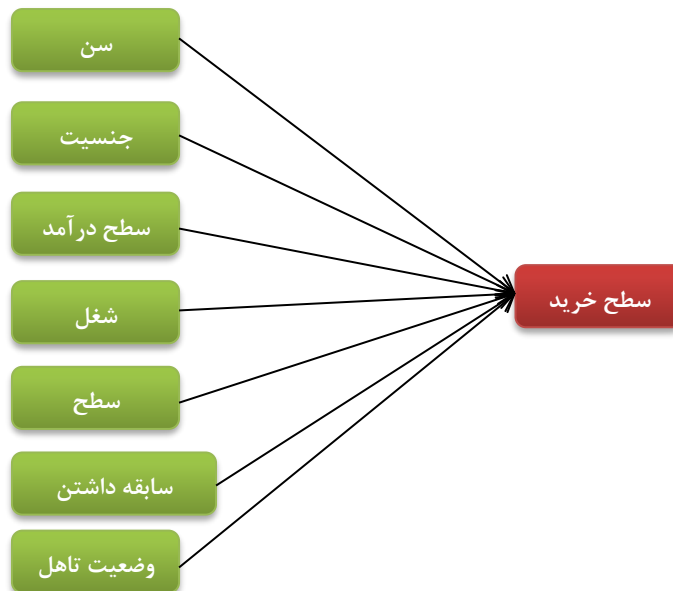 سن
جنسیت
سطح درآمد
شغل
سطح خرید
سطح
سابقه داشتن
وضعیت تاهل